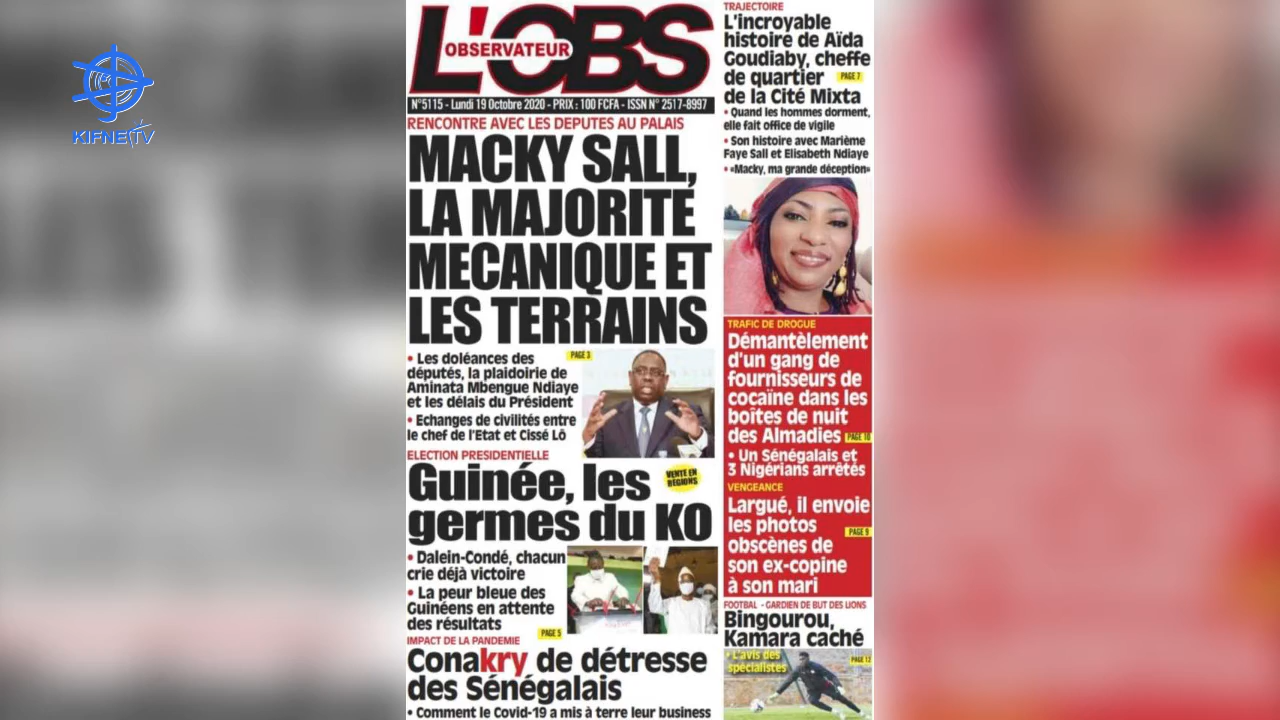 KIFNE TV
L'OBS
OBSERVATEUR
N°5115 - Lundi 19 Octobre 2020 - PRIX : 100 FCFA - ISSN N° 2517-8997
RENCONTRE AVEC LES DEPUTES AU PALAIS
MACKY SALL,
LA MAJORITE
MECANIQUE ET
LES TERRAINS
• Les doléances des
députés, la plaidoirie de
Aminata Mbengue Ndiaye
et les délais du Président
PAGE 3
• Echanges de civilités entre
le chef de l'Etat et Cissé Lô
ELECTION PRESIDENTIELLE
Guinée, les
germes du KO
VENTE EN
RÉGIONS
• Dalein-Condé, chacun
crie déjà victoire
• La peur bleue des
Guinéens en attente
des résultats
PAGE 5
IMPACT DE LA PANDEMIE
Conakry de détresse
des Sénégalais
• Comment le Covid-19 a mis à terre leur business
TRAJECTOIRE
L'incroyable
histoire de Aïda
Goudiaby, cheffe
de quartier
PAGE 7
de la Cité Mixta
• Quand les hommes dorment,
elle fait office de vigile
• Son histoire avec Marième
Faye Sall et Elisabeth Ndiaye
• «Macky, ma grande déception»
TRAFIC DE DROGUE
Démantèlement
d'un gang de
fournisseurs de
cocaïne dans les
boîtes de nuit
des Almadies
PAGE 10
• Un Sénégalais et
3 Nigérians arrêtés
VENGEANCE
Largué, il envoie
les photos
PAGE 9
obscènes de
son ex-copine
à son mari
FOOTBAL - GARDIEN DE BUT DES LIONS
Bingourou,
Kamara caché
• L'avis des
spécialistes
PAGE 12